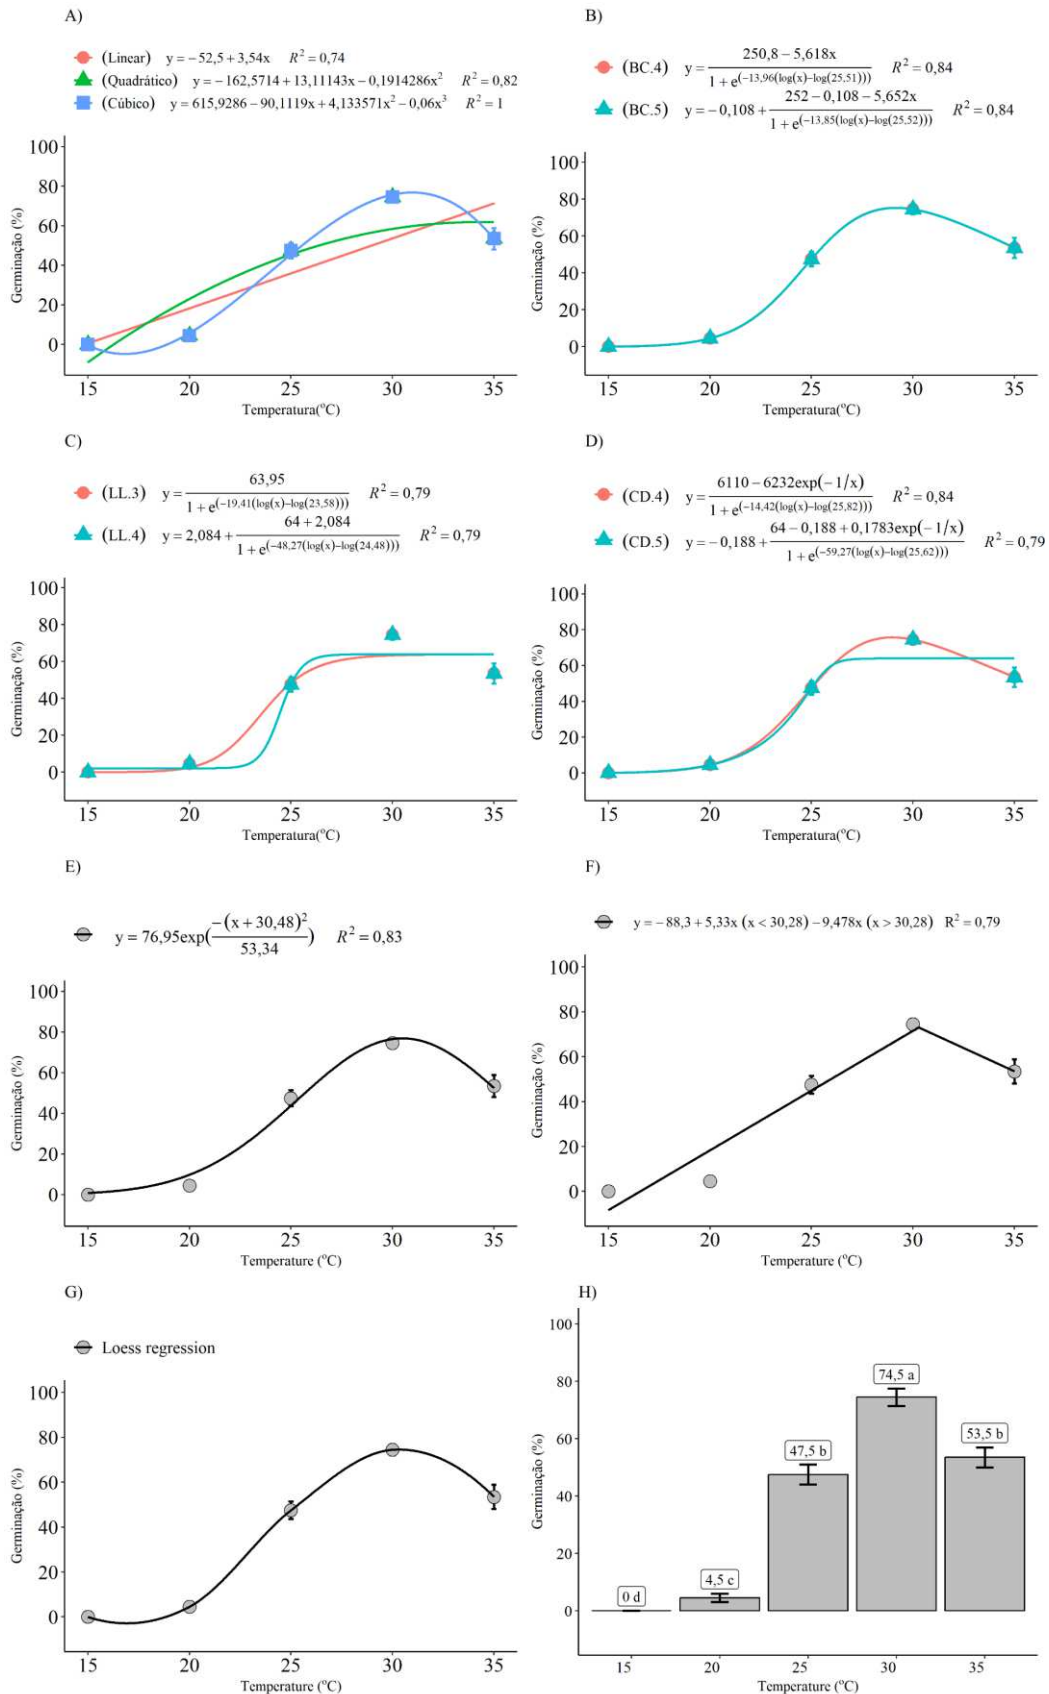 A)
(Linear) y = −52,5 + 3,54x R² = 0,74
(Quadrático) y = −162,5714 + 13,11143x − 0,1914286x² R² = 0,82
(Cúbico) y = 615,9286 − 90,1119x + 4,133571x² − 0,06x³ R² = 1
100
80
60
40
20
0
Germinação (%)
15 20 25 30 35
Temperatura(°C)
B)
(BC.4) y = (250,8 − 5,618x) / (1 + e^(−13,96(log(x)−log(25,51)))) R² = 0,84
(BC.5) y = −0,108 + (252 − 0,108 − 5,652x) / (1 + e^(−13,85(log(x)−log(25,52)))) R² = 0,84
100
80
60
40
20
0
Germinação (%)
15 20 25 30 35
Temperatura(°C)
C)
(LL.3) y = 63,95 / (1 + e^(−19,41(log(x)−log(23,58)))) R² = 0,79
(LL.4) y = 2,084 + (64 + 2,084) / (1 + e^(−48,27(log(x)−log(24,48)))) R² = 0,79
100
80
60
40
20
0
Germinação (%)
15 20 25 30 35
Temperatura(°C)
D)
(CD.4) y = (6110 − 6232exp(−1/x)) / (1 + e^(−14,42(log(x)−log(25,82)))) R² = 0,84
(CD.5) y = −0,188 + (64 − 0,188 + 0,1783exp(−1/x)) / (1 + e^(−59,27(log(x)−log(25,62)))) R² = 0,79
100
80
60
40
20
0
Germinação (%)
15 20 25 30 35
Temperatura(°C)
E)
y = 76,95exp(−(x + 30,48)² / 53,34) R² = 0,83
100
80
60
40
20
0
Germinação (%)
15 20 25 30 35
Temperature (°C)
F)
y = −88,3 + 5,33x (x < 30,28) − 9,478x (x > 30,28) R² = 0,79
100
80
60
40
20
0
Germinação (%)
15 20 25 30 35
Temperature (°C)
G)
Loess regression
100
80
60
40
20
0
Germinação (%)
15 20 25 30 35
Temperature (°C)
H)
100
80
60
40
20
0
Germinação (%)
0 d
4,5 c
47,5 b
74,5 a
53,5 b
15 20 25 30 35
Temperature (°C)